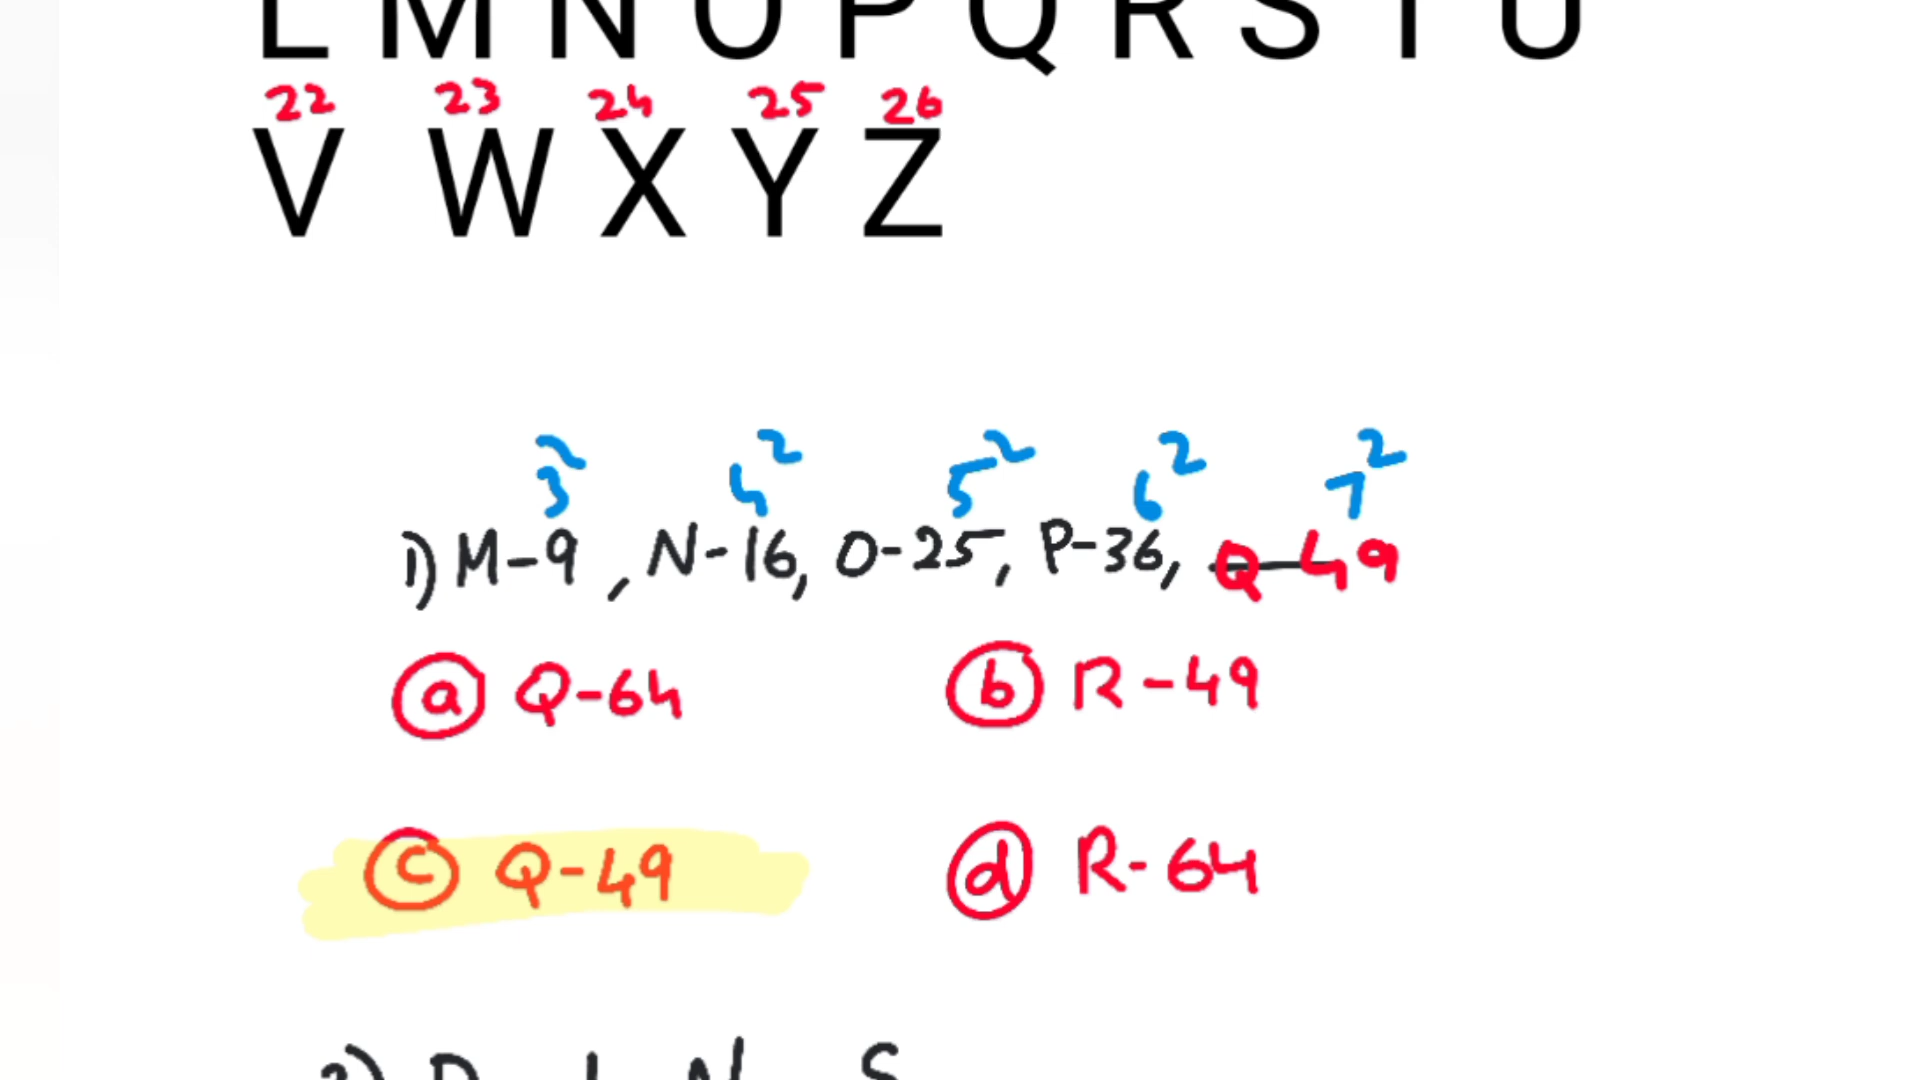 L M N O P Q R S T U
22 23 24 25 26
V W X Y Z
3² 4² 5² 6² 7²
1) M-9, N-16, O-25, P-36, Q-49
ⓐ Q-64 ⓑ R-49
ⓒ Q-49 ⓓ R-64